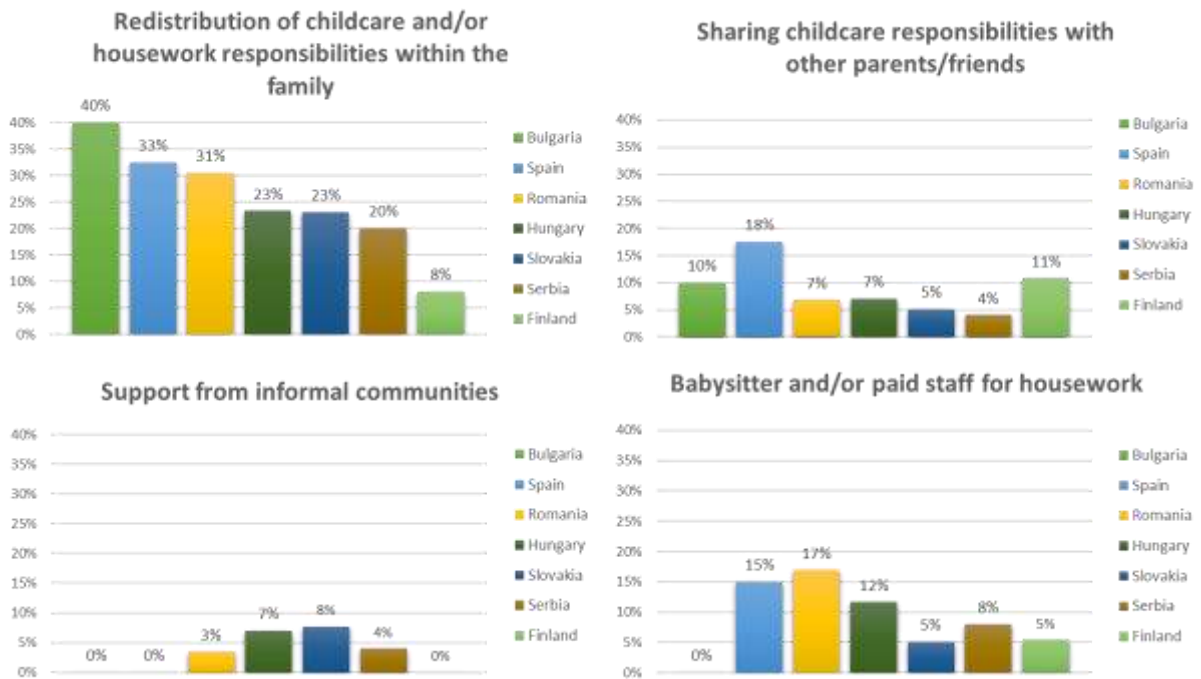 Redistribution of childcare and/or
housework responsibilities within the
family
40%
40%
35%
30%
25%
20%
15%
10%
5%
0%
33%
31%
23%
23%
20%
8%
Bulgaria
Spain
Romania
Hungary
Slovakia
Serbia
Finland
Sharing childcare responsibilities with
other parents/friends
40%
35%
30%
25%
20%
15%
10%
5%
0%
10%
18%
7%
7%
5%
4%
11%
Bulgaria
Spain
Romania
Hungary
Slovakia
Serbia
Finland
Support from informal communities
40%
35%
30%
25%
20%
15%
10%
5%
0%
0%
0%
3%
7%
8%
4%
0%
Bulgaria
Spain
Romania
Hungary
Slovakia
Serbia
Finland
Babysitter and/or paid staff for housework
40%
35%
30%
25%
20%
15%
10%
5%
0%
0%
15%
17%
12%
5%
8%
5%
Bulgaria
Spain
Romania
Hungary
Slovakia
Serbia
Finland